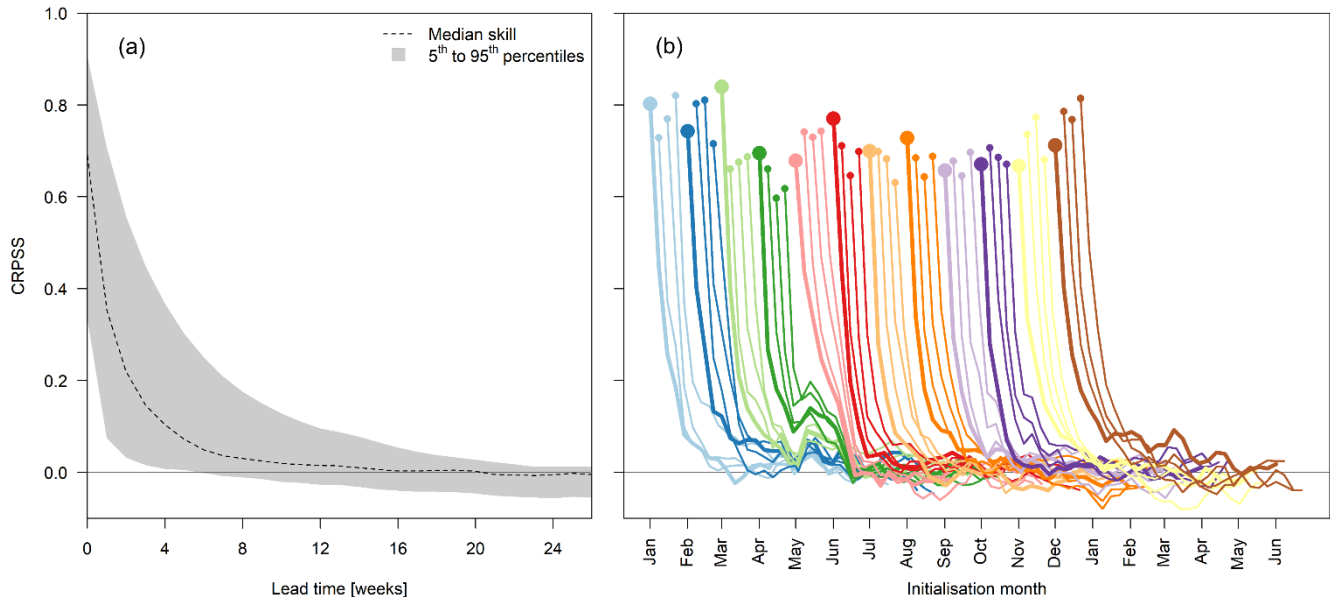 (a)
Median skill
5th to 95th percentiles
(b)
1.0
0.8
0.6
0.4
0.2
0.0
CRPSS
0 4 8 12 16 20 24
Lead time [weeks]
Jan Feb Mar Apr May Jun Jul Aug Sep Oct Nov Dec Jan Feb Mar Apr May Jun
Initialisation month